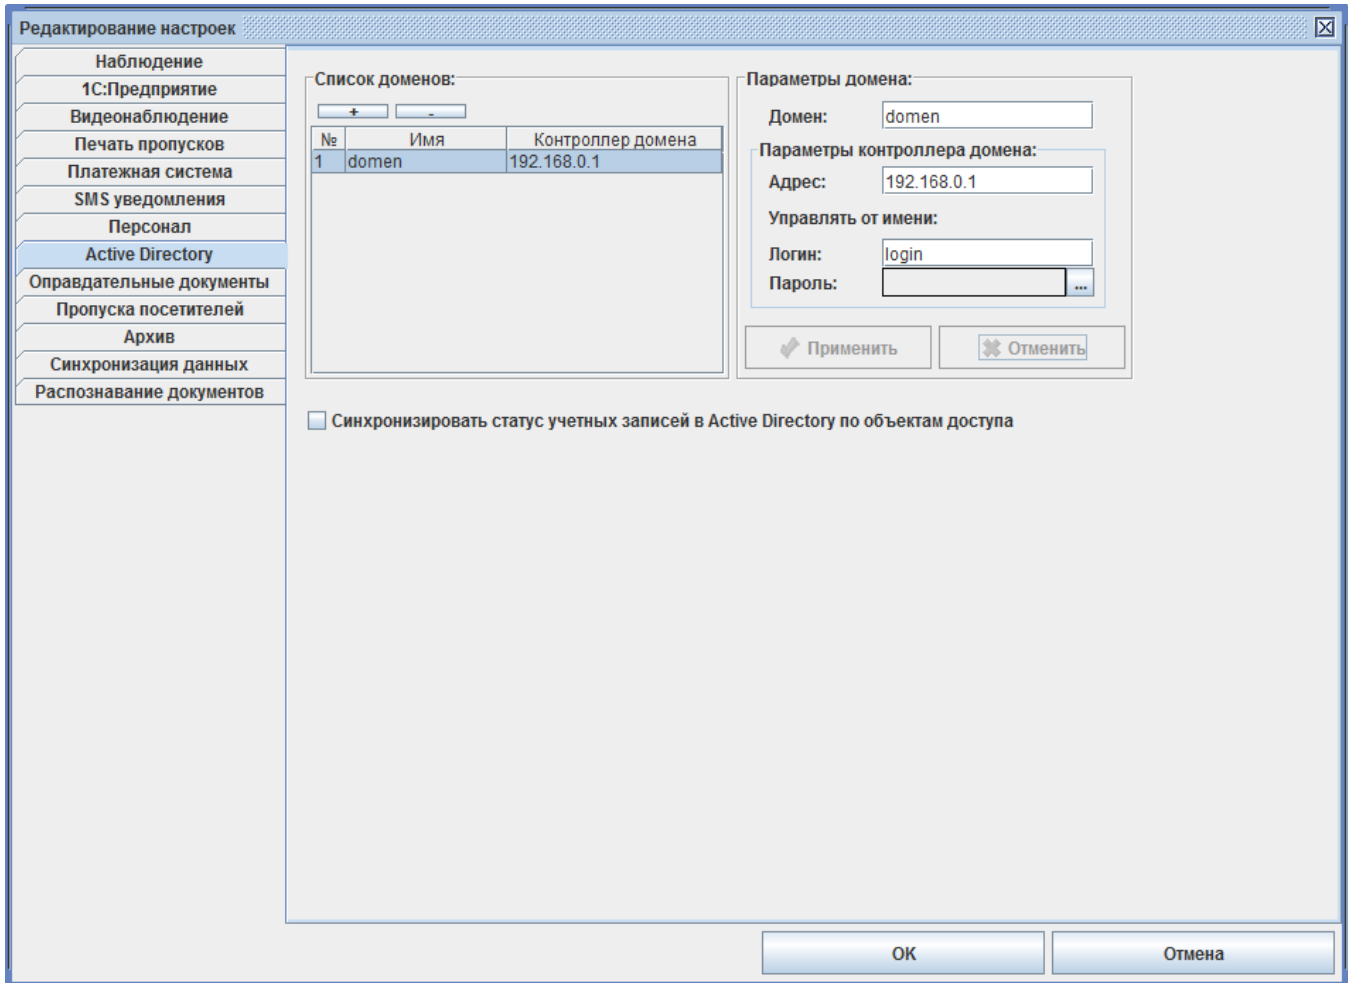 Редактирование настроек
Наблюдение
1С:Предприятие
Видеонаблюдение
Печать пропусков
Платежная система
SMS уведомления
Персонал
Active Directory
Оправдательные документы
Пропуска посетителей
Архив
Синхронизация данных
Распознавание документов
Список доменов:
+ -
№ Имя Контроллер домена
1 domen 192.168.0.1
Параметры домена:
Домен: domen
Параметры контроллера домена:
Адрес: 192.168.0.1
Управлять от имени:
Логин: login
Пароль: ...
Применить Отменить
Синхронизировать статус учетных записей в Active Directory по объектам доступа
ОК Отмена